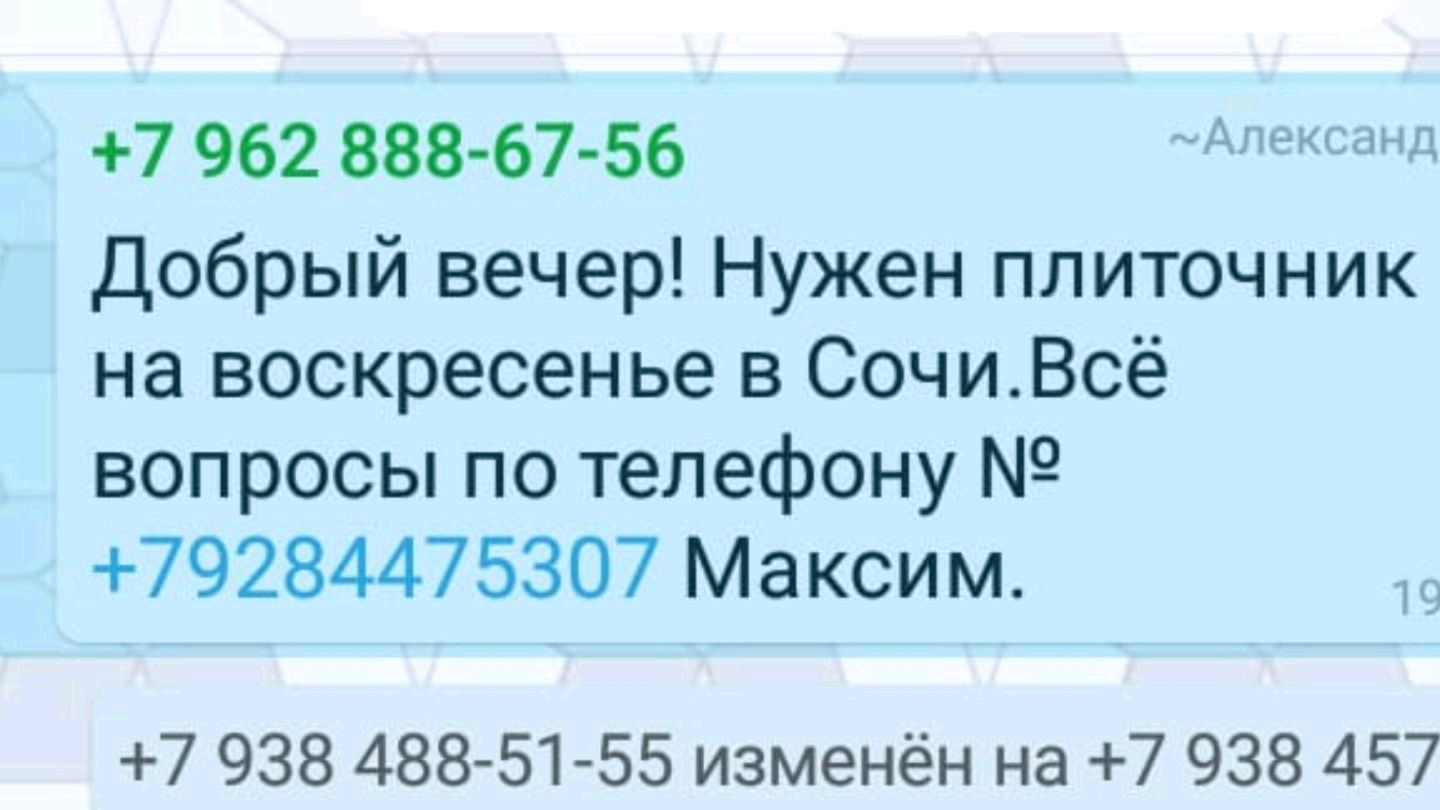 +7 962 888-67-56 ~Александ
Добрый вечер! Нужен плиточник
на воскресенье в Сочи.Всё
вопросы по телефону №
+79284475307 Максим.
19
+7 938 488-51-55 изменён на +7 938 457